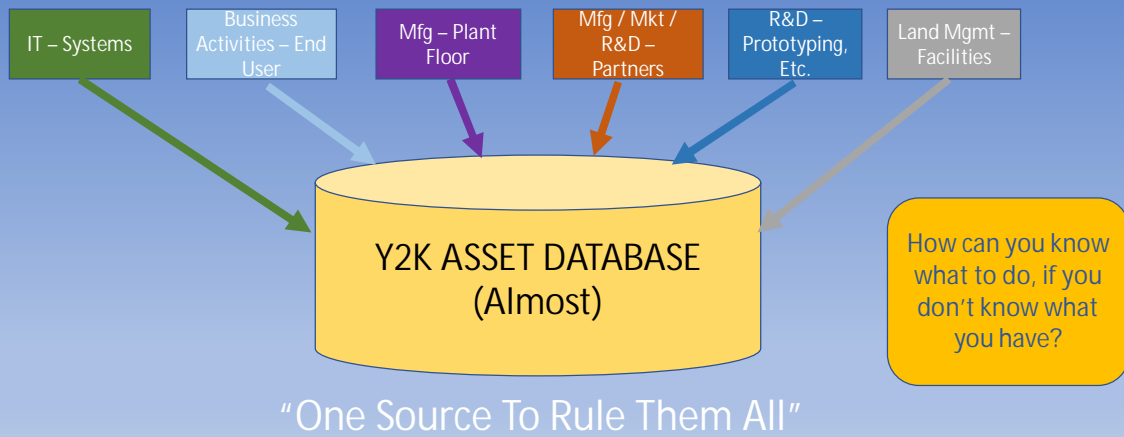 IT – Systems
Business
Activities – End
User
Mfg – Plant
Floor
Mfg / Mkt /
R&D –
Partners
R&D –
Prototyping,
Etc.
Land Mgmt –
Facilities
Y2K ASSET DATABASE
(Almost)
How can you know
what to do, if you
don’t know what
you have?
“One Source To Rule Them All”